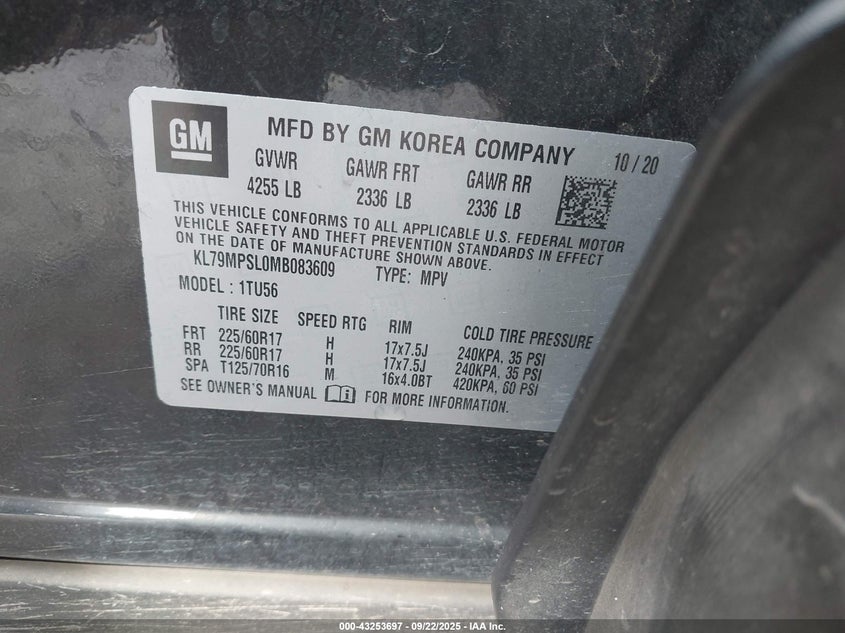 GM
MFD BY GM KOREA COMPANY 10 / 20
GVWR GAWR FRT GAWR RR
4255 LB 2336 LB 2336 LB
THIS VEHICLE CONFORMS TO ALL APPLICABLE U.S. FEDERAL MOTOR
VEHICLE SAFETY AND THEFT PREVENTION STANDARDS IN EFFECT
ON THE DATE OF MANUFACTURE SHOWN ABOVE.
KL79MPSL0MB083609 TYPE: MPV
MODEL : 1TU56
TIRE SIZE SPEED RTG RIM COLD TIRE PRESSURE
FRT 225/60R17 H 17x7.5J 240KPA, 35 PSI
RR 225/60R17 H 17x7.5J 240KPA, 35 PSI
SPA T125/70R16 M 16x4.0BT 420KPA, 60 PSI
SEE OWNER'S MANUAL FOR MORE INFORMATION.
000-43253697 - 09/22/2025 - IAA Inc.